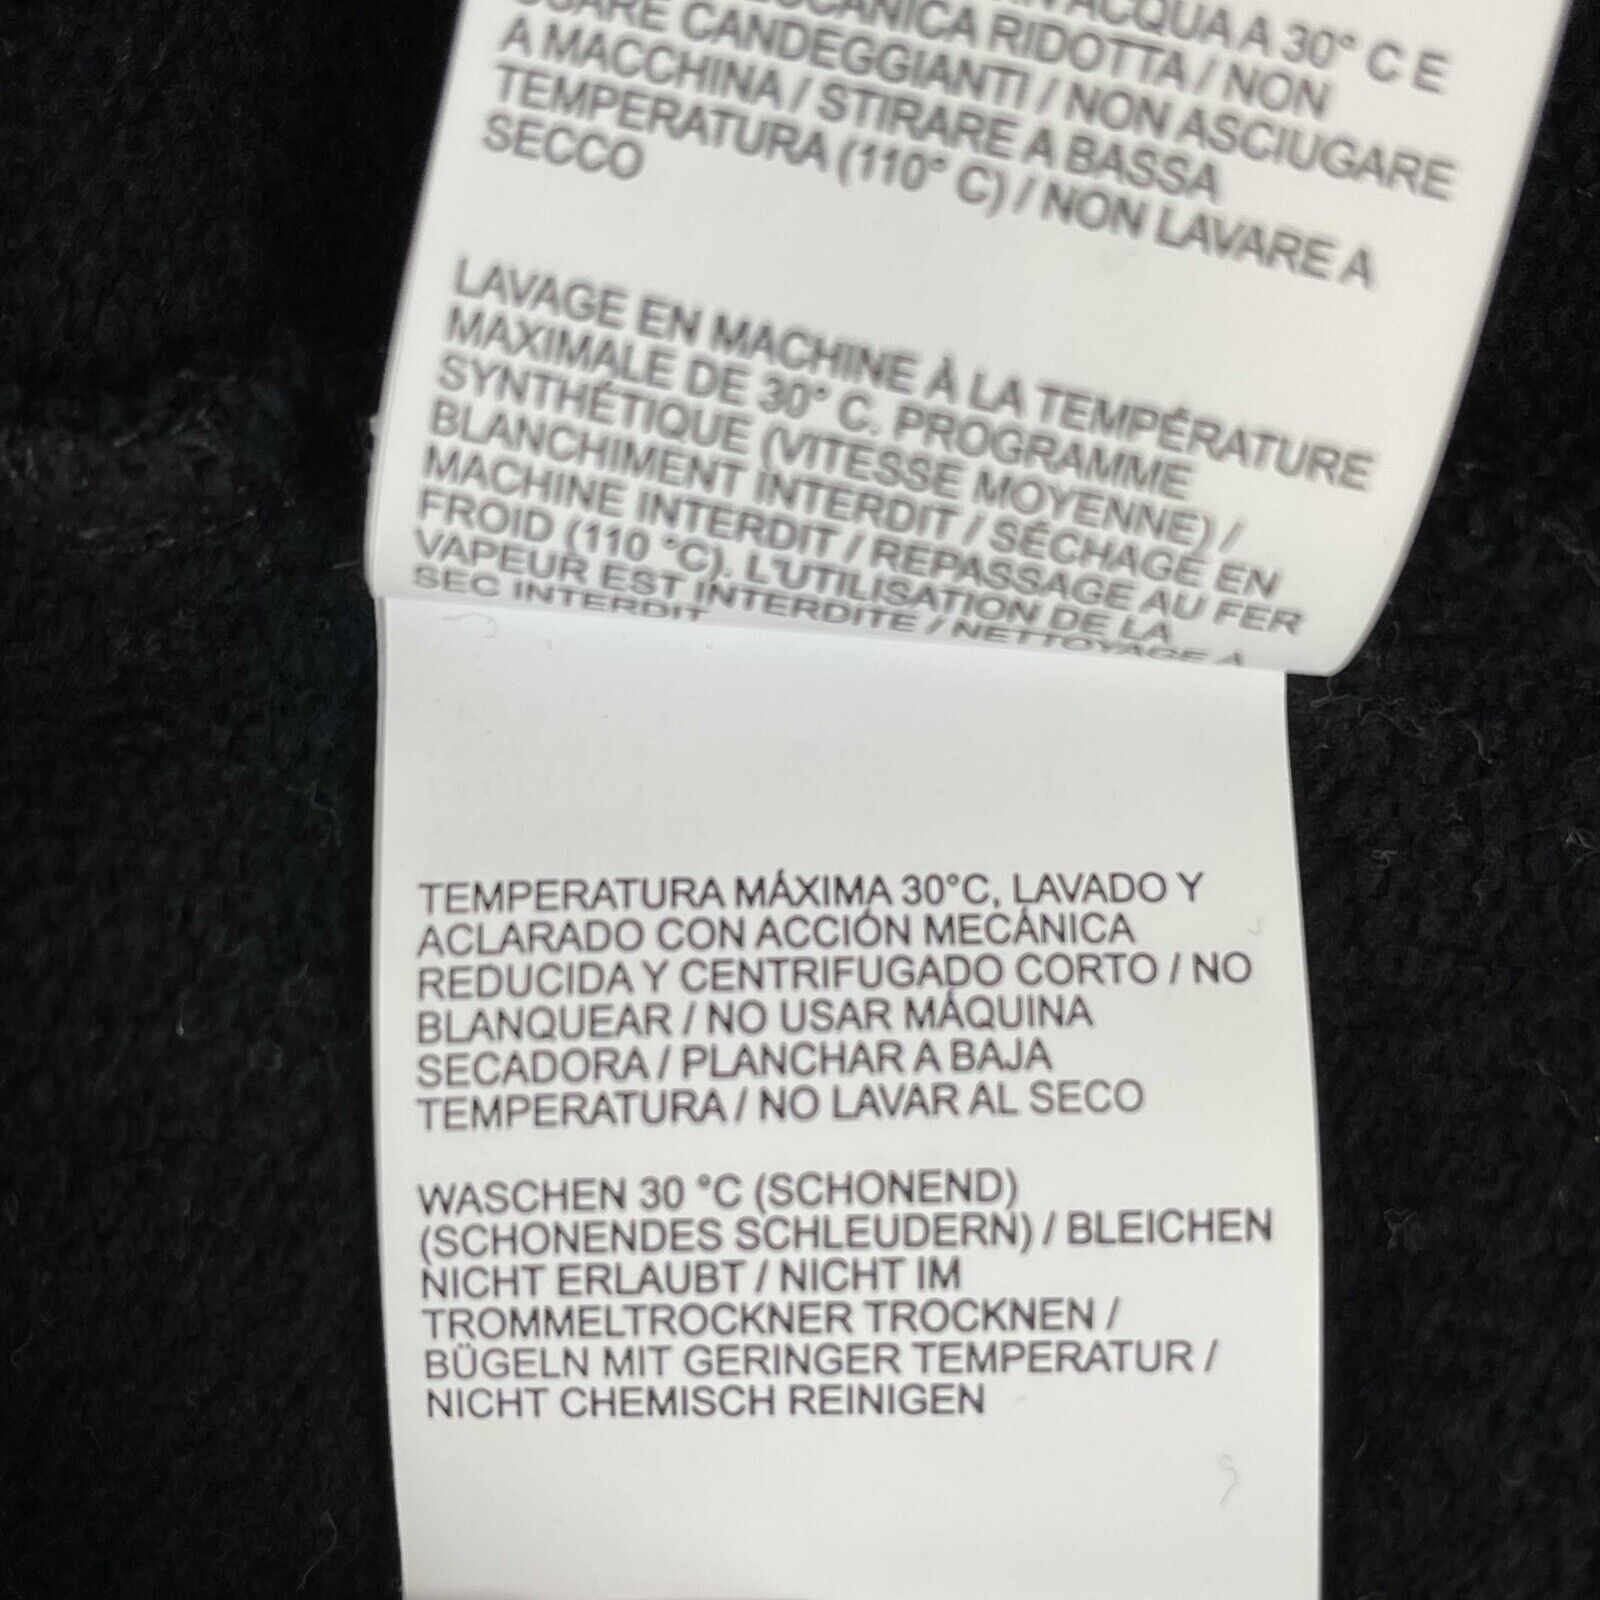 ACQUA A 30° C E
MECCANICA RIDOTTA / NON
USARE CANDEGGIANTI / NON ASCIUGARE
A MACCHINA / STIRARE A BASSA
TEMPERATURA (110° C) / NON LAVARE A
SECCO
LAVAGE EN MACHINE À LA TEMPÉRATURE
MAXIMALE DE 30° C. PROGRAMME
SYNTHÉTIQUE (VITESSE MOYENNE) /
BLANCHIMENT INTERDIT / SÉCHAGE EN
MACHINE INTERDIT / REPASSAGE AU FER
FROID (110 °C). L'UTILISATION DE LA
VAPEUR EST INTERDITE / NETTOYAGE A
SEC INTERDIT
TEMPERATURA MÁXIMA 30°C, LAVADO Y
ACLARADO CON ACCIÓN MECÁNICA
REDUCIDA Y CENTRIFUGADO CORTO / NO
BLANQUEAR / NO USAR MÁQUINA
SECADORA / PLANCHAR A BAJA
TEMPERATURA / NO LAVAR AL SECO
WASCHEN 30 °C (SCHONEND)
(SCHONENDES SCHLEUDERN) / BLEICHEN
NICHT ERLAUBT / NICHT IM
TROMMELTROCKNER TROCKNEN /
BÜGELN MIT GERINGER TEMPERATUR /
NICHT CHEMISCH REINIGEN